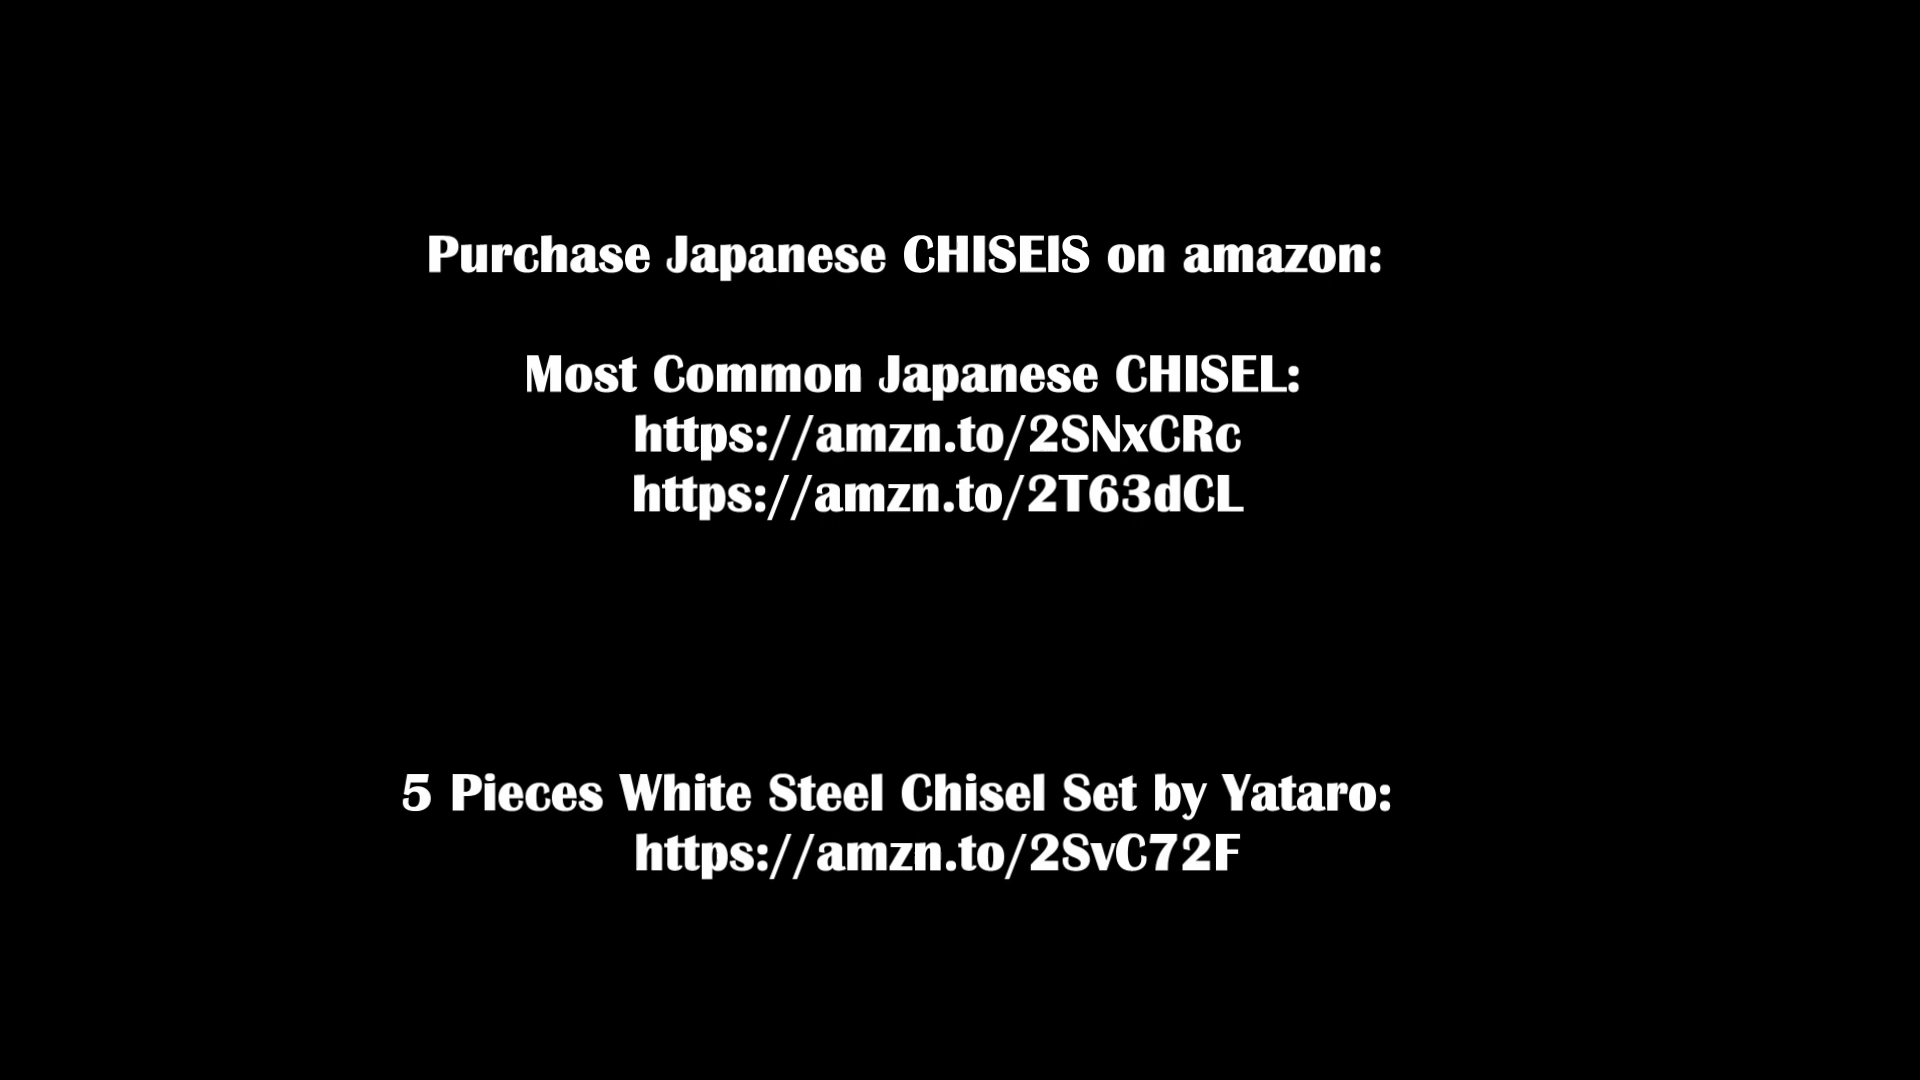 Purchase Japanese CHISElS on amazon:
Most Common Japanese CHISEL:
https://amzn.to/2SNxCRc
https://amzn.to/2T63dCL
5 Pieces White Steel Chisel Set by Yataro:
https://amzn.to/2SvC72F